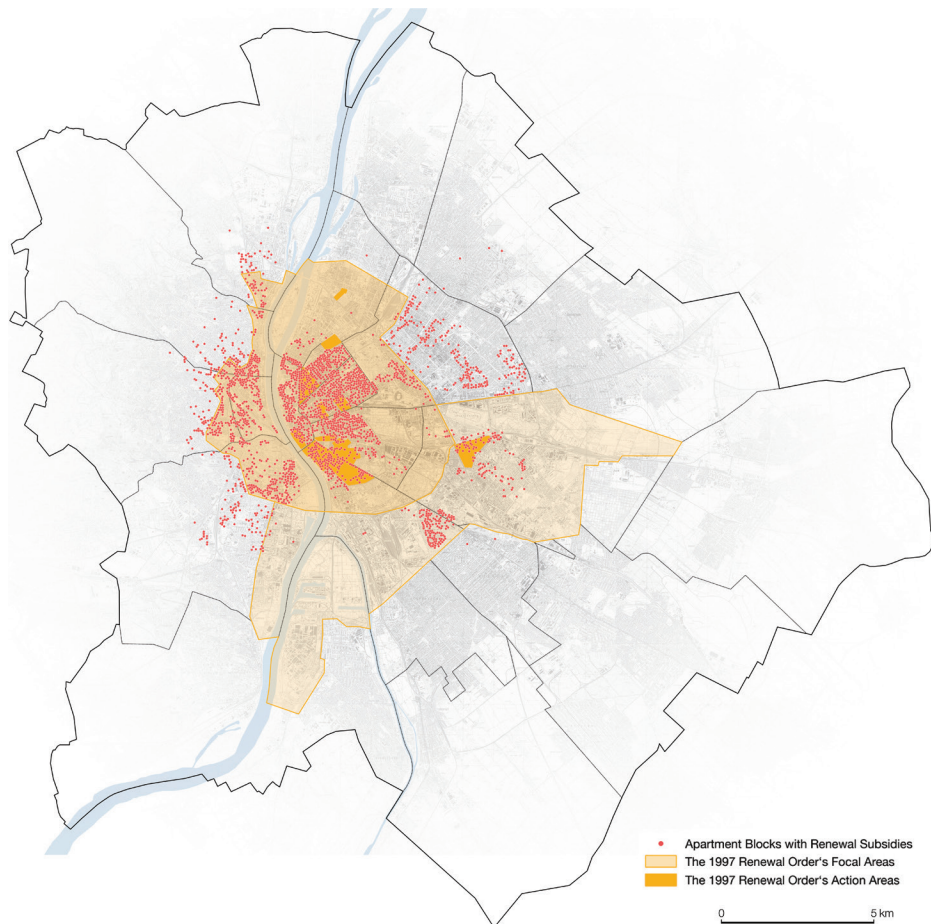 Apartment Blocks with Renewal Subsidies
The 1997 Renewal Order's Focal Areas
The 1997 Renewal Order's Action Areas
0 5 km